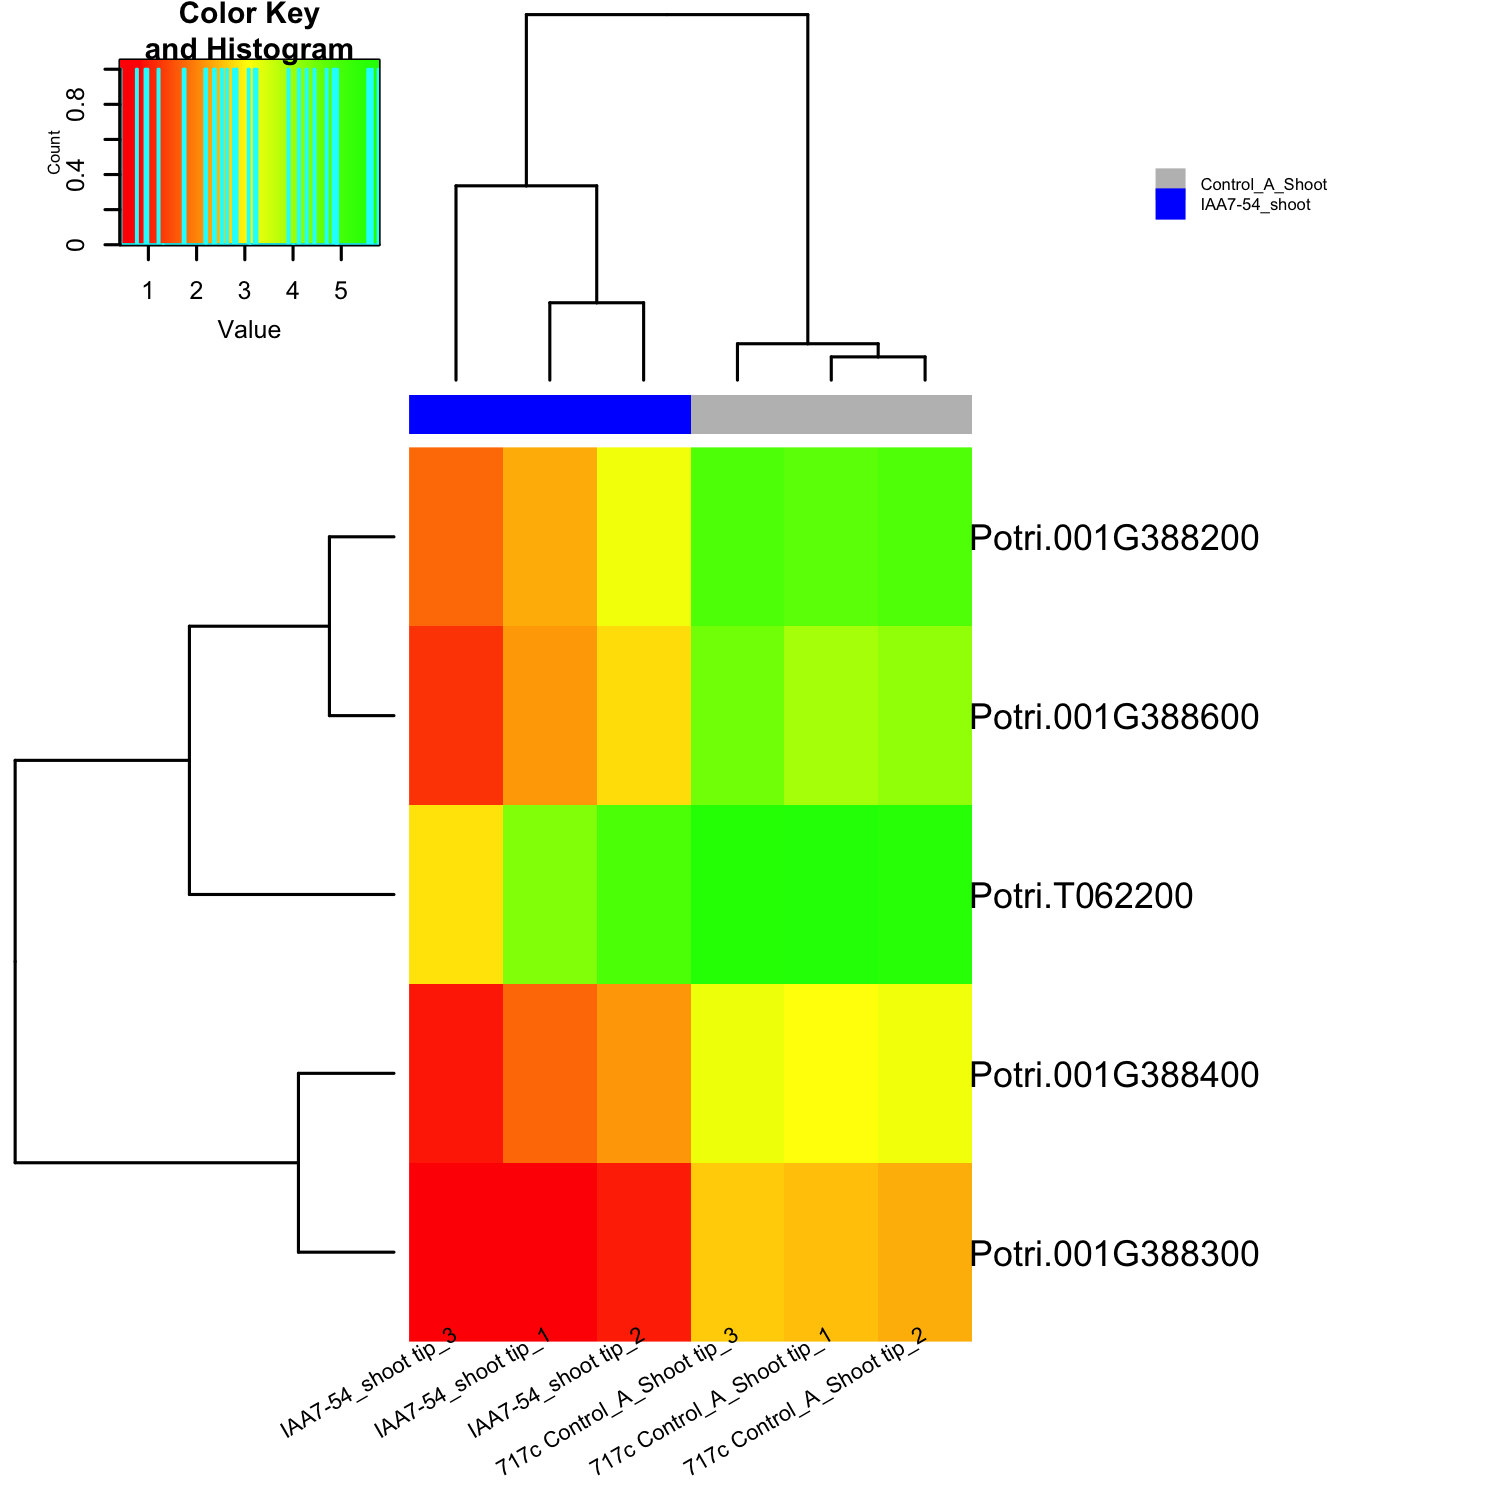 Color Key
and Histogram
Count
0 0.4 0.8
1 2 3 4 5
Value
Control_A_Shoot
IAA7-54_shoot
Potri.001G388200
Potri.001G388600
Potri.T062200
Potri.001G388400
Potri.001G388300
IAA7-54_shoot tip_3
IAA7-54_shoot tip_1
IAA7-54_shoot tip_2
717c Control_A_Shoot tip_3
717c Control_A_Shoot tip_1
717c Control_A_Shoot tip_2